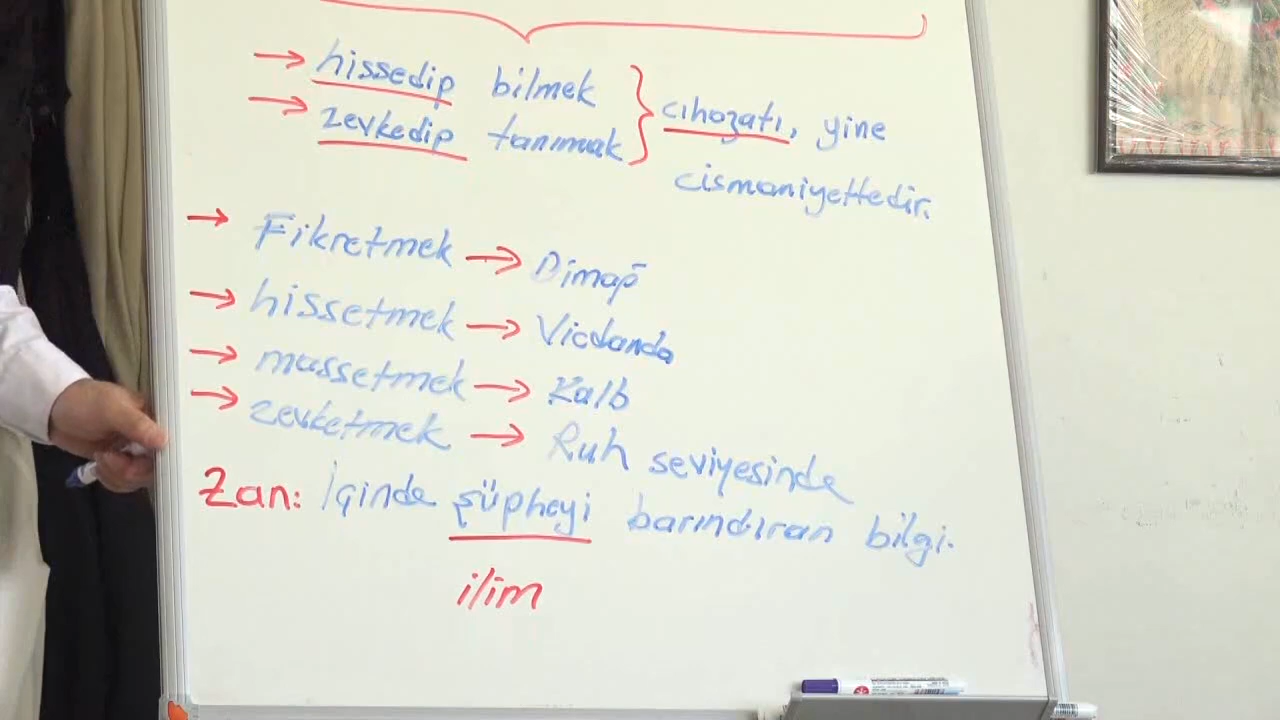 → hissedip bilmek
→ zevkedip tanımak } cihazatı, yine
cismaniyettedir.
→ Fikretmek → Dimağ
→ hissetmek → Vicdanda
→ massetmek → Kalb
→ zevketmek → Ruh seviyesinde
Zan: İçinde şüpheyi barındıran bilgi.
ilim